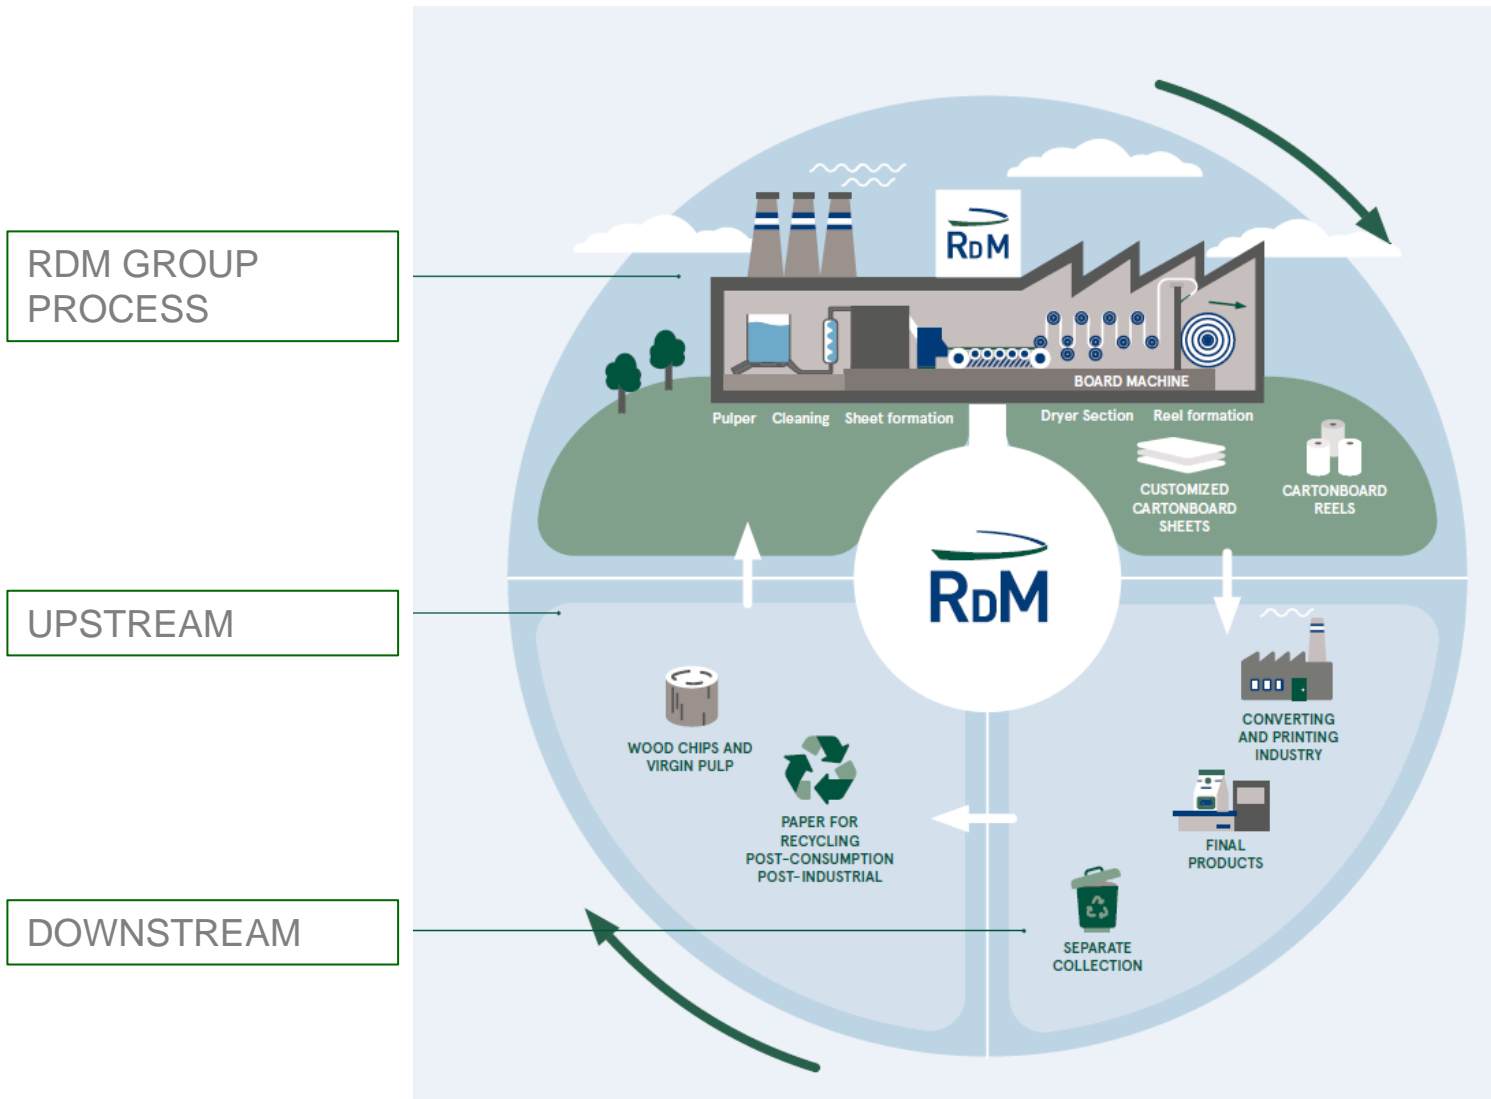 RDM GROUP
PROCESS
UPSTREAM
DOWNSTREAM
RDM
BOARD MACHINE
Pulper Cleaning Sheet formation Dryer Section Reel formation
CUSTOMIZED
CARTONBOARD
SHEETS
CARTONBOARD
REELS
RDM
WOOD CHIPS AND
VIRGIN PULP
PAPER FOR
RECYCLING
POST-CONSUMPTION
POST-INDUSTRIAL
CONVERTING
AND PRINTING
INDUSTRY
FINAL
PRODUCTS
SEPARATE
COLLECTION